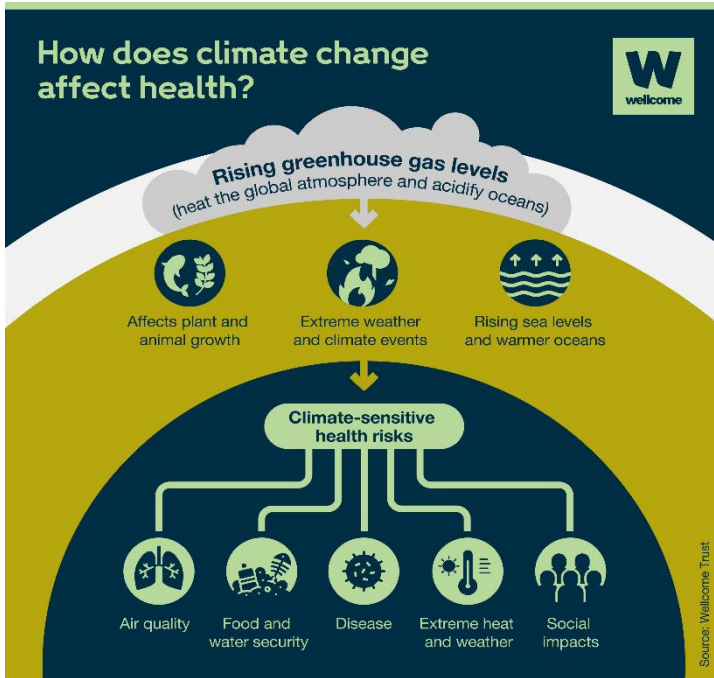 How does climate change
affect health?
W
wellcome
Rising greenhouse gas levels
(heat the global atmosphere and acidify oceans)
Affects plant and
animal growth
Extreme weather
and climate events
Rising sea levels
and warmer oceans
Climate-sensitive
health risks
Air quality
Food and
water security
Disease
Extreme heat
and weather
Social
impacts
Source: Wellcome Trust